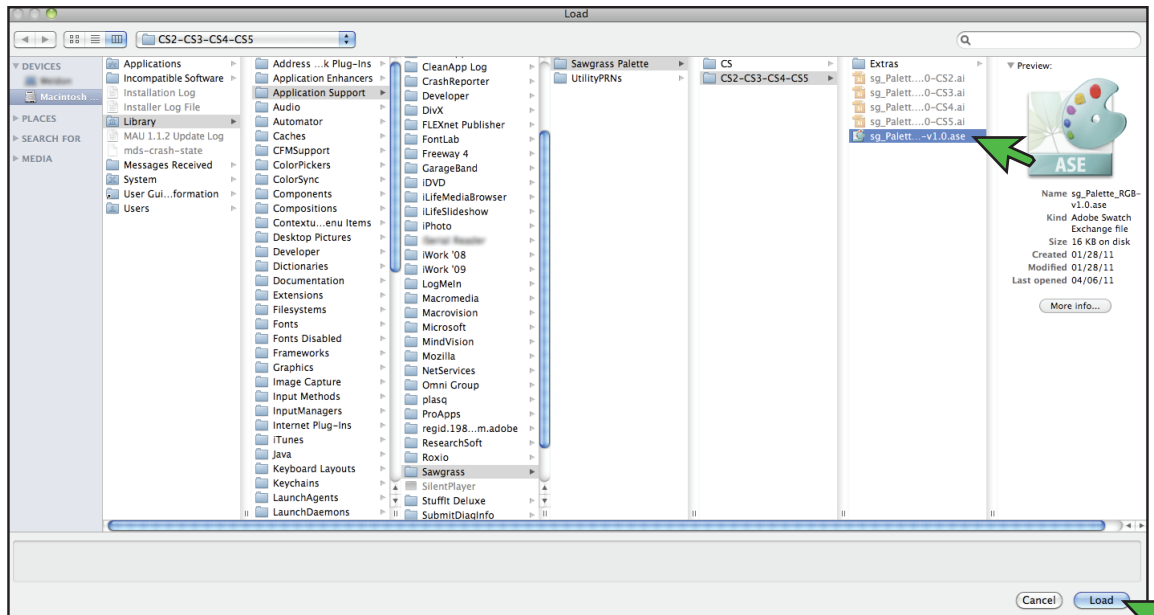 Load
CS2-CS3-CS4-CS5
DEVICES
Macintosh ...
PLACES
SEARCH FOR
MEDIA
Applications
Incompatible Software
Installation Log
Installer Log File
Library
MAU 1.1.2 Update Log
mds-crash-state
Messages Received
System
User Gui...formation
Users
Address ...k Plug-Ins
Application Enhancers
Application Support
Audio
Automator
Caches
CFMSupport
ColorPickers
ColorSync
Components
Compositions
Contextu...enu Items
Desktop Pictures
Developer
Dictionaries
Documentation
Extensions
Filesystems
Fonts
Fonts Disabled
Frameworks
Graphics
Image Capture
Input Methods
InputManagers
Internet Plug-Ins
iTunes
Java
Keyboard Layouts
Keychains
LaunchAgents
LaunchDaemons
CleanApp Log
CrashReporter
Developer
DivX
FLEXnet Publisher
FontLab
Freeway 4
GarageBand
iDVD
iLifeMediaBrowser
iLifeSlideshow
iPhoto
iWork '08
iWork '09
LogMeIn
Macromedia
Macrovision
Microsoft
MindVision
Mozilla
NetServices
Omni Group
plasq
ProApps
regid.198...m.adobe
ResearchSoft
Roxio
Sawgrass
SilentPlayer
StuffIt Deluxe
SubmitDiagInfo
Sawgrass Palette
UtilityPRNs
CS
CS2-CS3-CS4-CS5
Extras
sg_Palett....0-CS2.ai
sg_Palett....0-CS3.ai
sg_Palett....0-CS4.ai
sg_Palett....0-CS5.ai
sg_Palett...-v1.0.ase
Preview:
ASE
Name sg_Palette_RGB-
v1.0.ase
Kind Adobe Swatch
Exchange file
Size 16 KB on disk
Created 01/28/11
Modified 01/28/11
Last opened 04/06/11
More info...
Cancel
Load